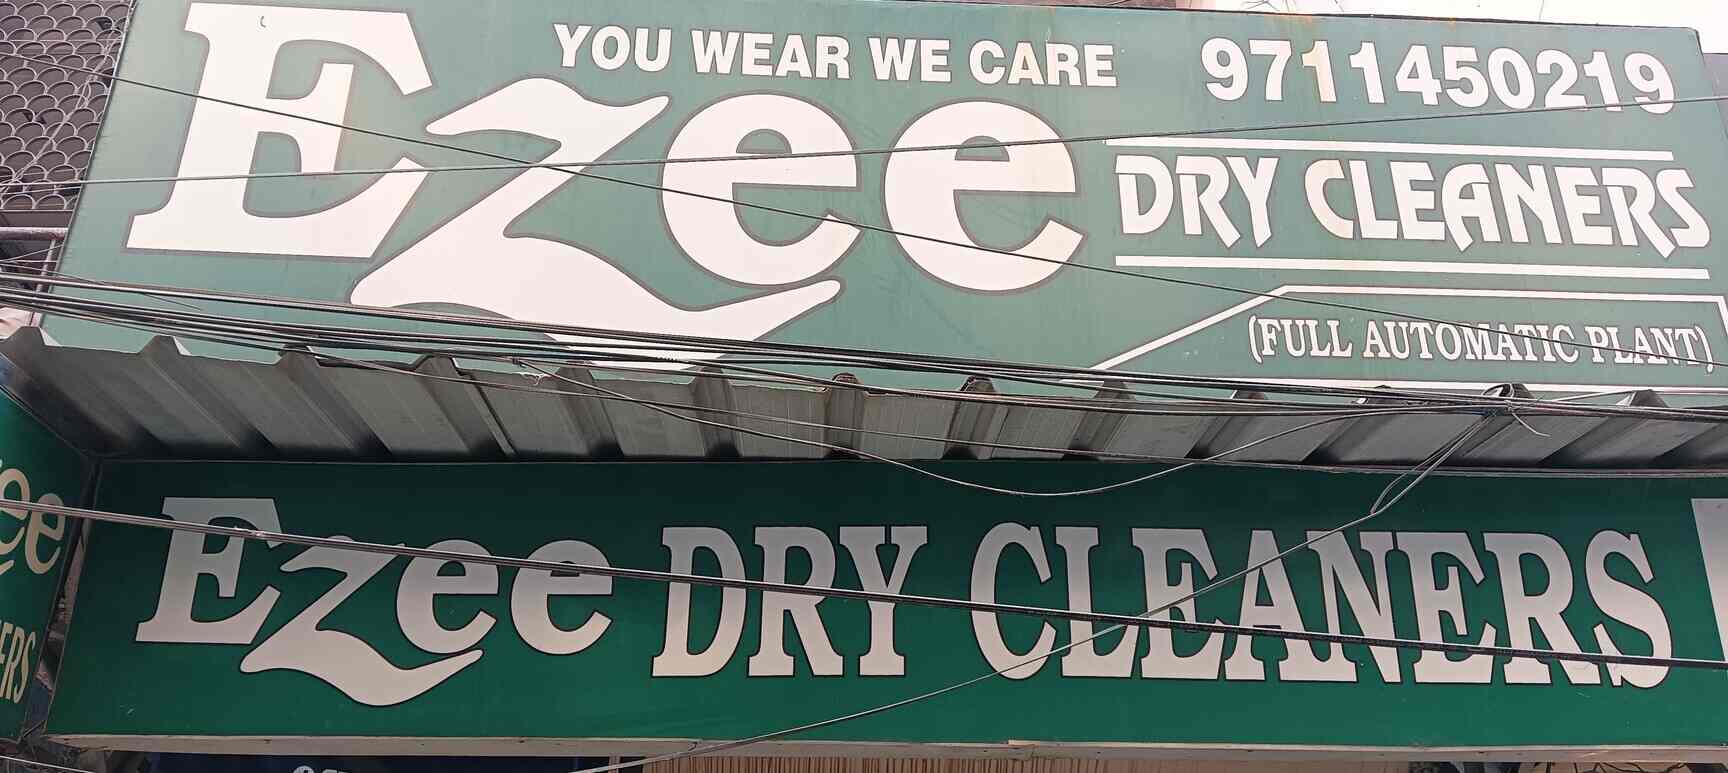 YOU WEAR WE CARE 9711450219
Ezee DRY CLEANERS
(FULL AUTOMATIC PLANT)
Ezee DRY CLEANERS